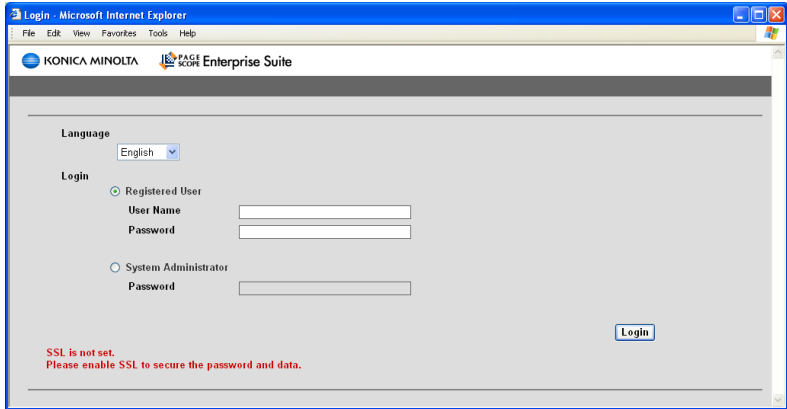 Login - Microsoft Internet Explorer
File Edit View Favorites Tools Help
KONICA MINOLTA PAGE SCOPE Enterprise Suite
Language
English
Login
Registered User
User Name
Password
System Administrator
Password
Login
SSL is not set.
Please enable SSL to secure the password and data.